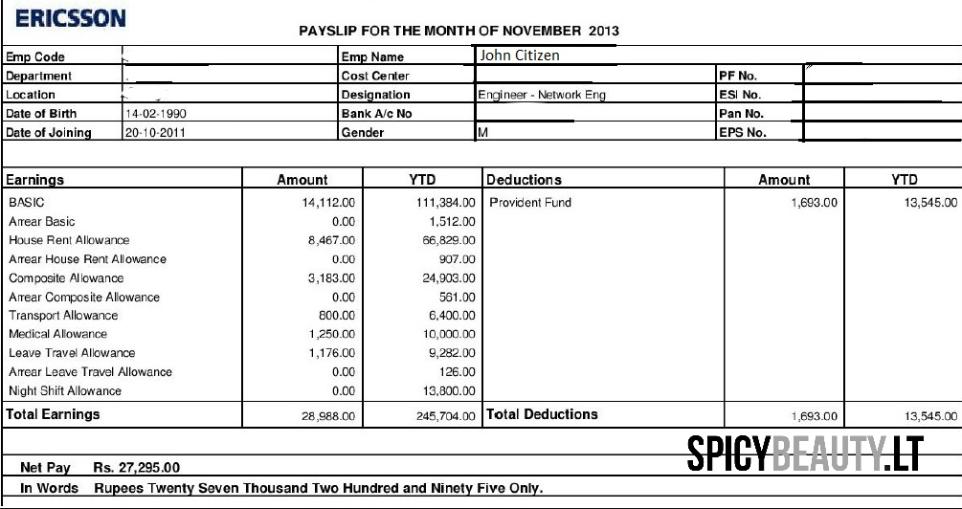 ERICSSON
PAYSLIP FOR THE MONTH OF NOVEMBER 2013
Emp Code Emp Name John Citizen
Department Cost Center PF No.
Location Designation Engineer - Network Eng ESI No.
Date of Birth 14-02-1990 Bank A/c No Pan No.
Date of Joining 20-10-2011 Gender M EPS No.
Earnings Amount YTD Deductions Amount YTD
BASIC 14,112.00 111,384.00 Provident Fund 1,693.00 13,545.00
Arrear Basic 0.00 1,512.00
House Rent Allowance 8,467.00 66,829.00
Arrear House Rent Allowance 0.00 907.00
Composite Allowance 3,183.00 24,903.00
Arrear Composite Allowance 0.00 561.00
Transport Allowance 800.00 6,400.00
Medical Allowance 1,250.00 10,000.00
Leave Travel Allowance 1,176.00 9,282.00
Arrear Leave Travel Allowance 0.00 126.00
Night Shift Allowance 0.00 13,800.00
Total Earnings 28,988.00 245,704.00 Total Deductions 1,693.00 13,545.00
SPICYBEAUTY.LT
Net Pay Rs. 27,295.00
In Words Rupees Twenty Seven Thousand Two Hundred and Ninety Five Only.